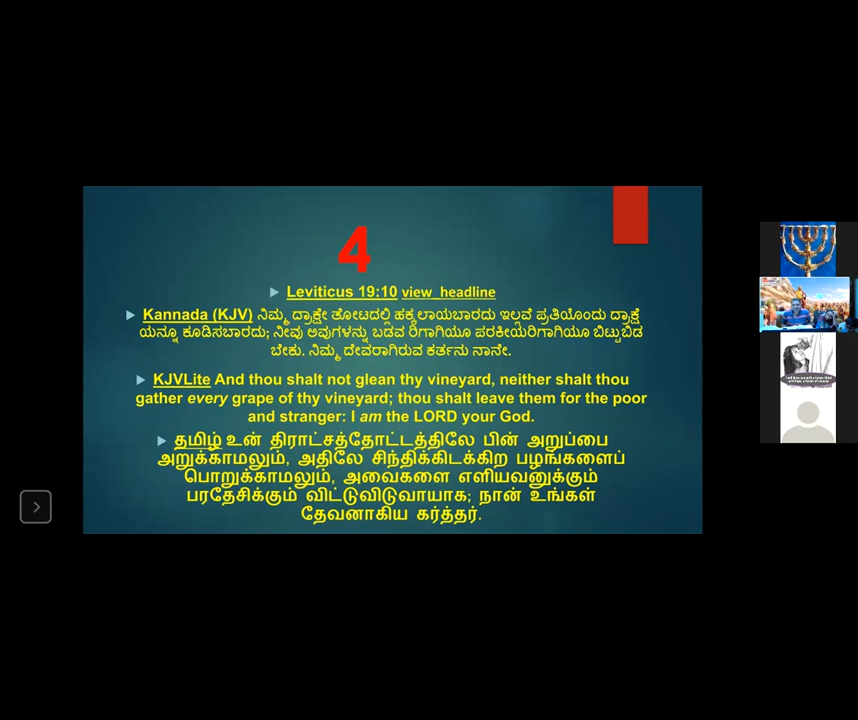 4
Leviticus 19:10 view_headline
Kannada (KJV) ನಿಮ್ಮ ದ್ರಾಕ್ಷೇ ತೋಟದಲ್ಲಿ ಹಕ್ಕಲಾಯಬಾರದು ಇಲ್ಲವೆ ಪ್ರತಿಯೊಂದು ದ್ರಾಕ್ಷೆ
ಯನ್ನೂ ಕೂಡಿಸಬಾರದು; ನೀವು ಅವುಗಳನ್ನು ಬಡವ ರಿಗಾಗಿಯೂ ಪರಕೀಯರಿಗಾಗಿಯೂ ಬಿಟ್ಟುಬಿಡ
ಬೇಕು. ನಿಮ್ಮ ದೇವರಾಗಿರುವ ಕರ್ತನು ನಾನೇ.
KJVLite And thou shalt not glean thy vineyard, neither shalt thou
gather every grape of thy vineyard; thou shalt leave them for the poor
and stranger: I am the LORD your God.
தமிழ் உன் திராட்சத்தோட்டத்திலே பின் அறுப்பை
அறுக்காமலும், அதிலே சிந்திக்கிடக்கிற பழங்களைப்
பொறுக்காமலும், அவைகளை எளியவனுக்கும்
பரதேசிக்கும் விட்டுவிடுவாயாக; நான் உங்கள்
தேவனாகிய கர்த்தர்.